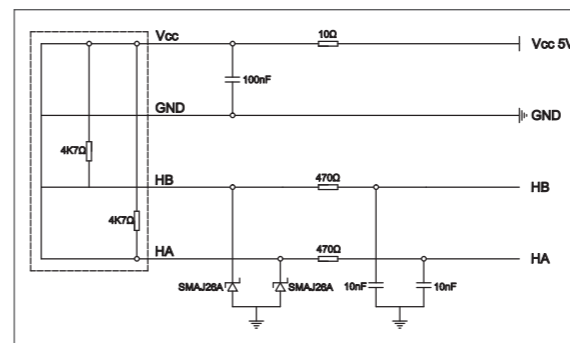 Vcc
10Ω
Vcc 5V
100nF
GND
GND
4K7Ω
HB
470Ω
HB
4K7Ω
HA
470Ω
HA
SMAJ26A
SMAJ26A
10nF
10nF